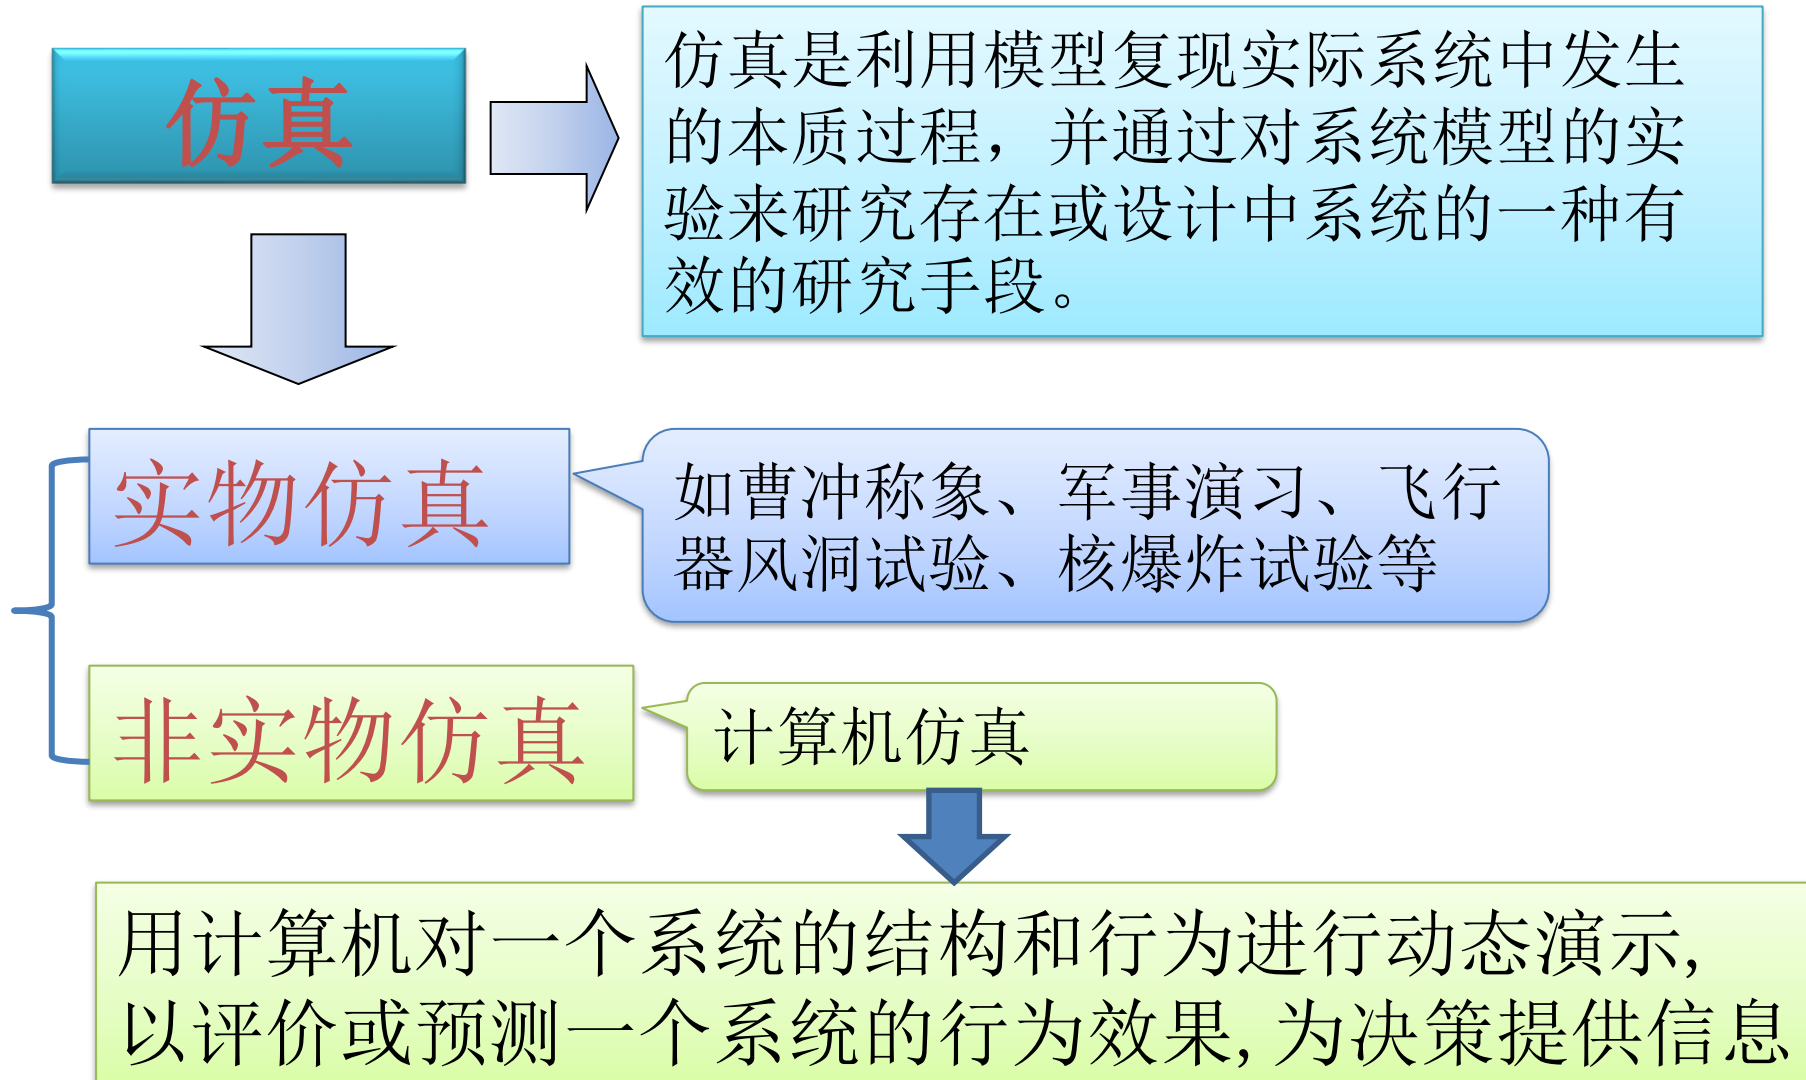 仿真
仿真是利用模型复现实际系统中发生
的本质过程，并通过对系统模型的实
验来研究存在或设计中系统的一种有
效的研究手段。
实物仿真
如曹冲称象、军事演习、飞行
器风洞试验、核爆炸试验等
非实物仿真
计算机仿真
用计算机对一个系统的结构和行为进行动态演示,
以评价或预测一个系统的行为效果,为决策提供信息